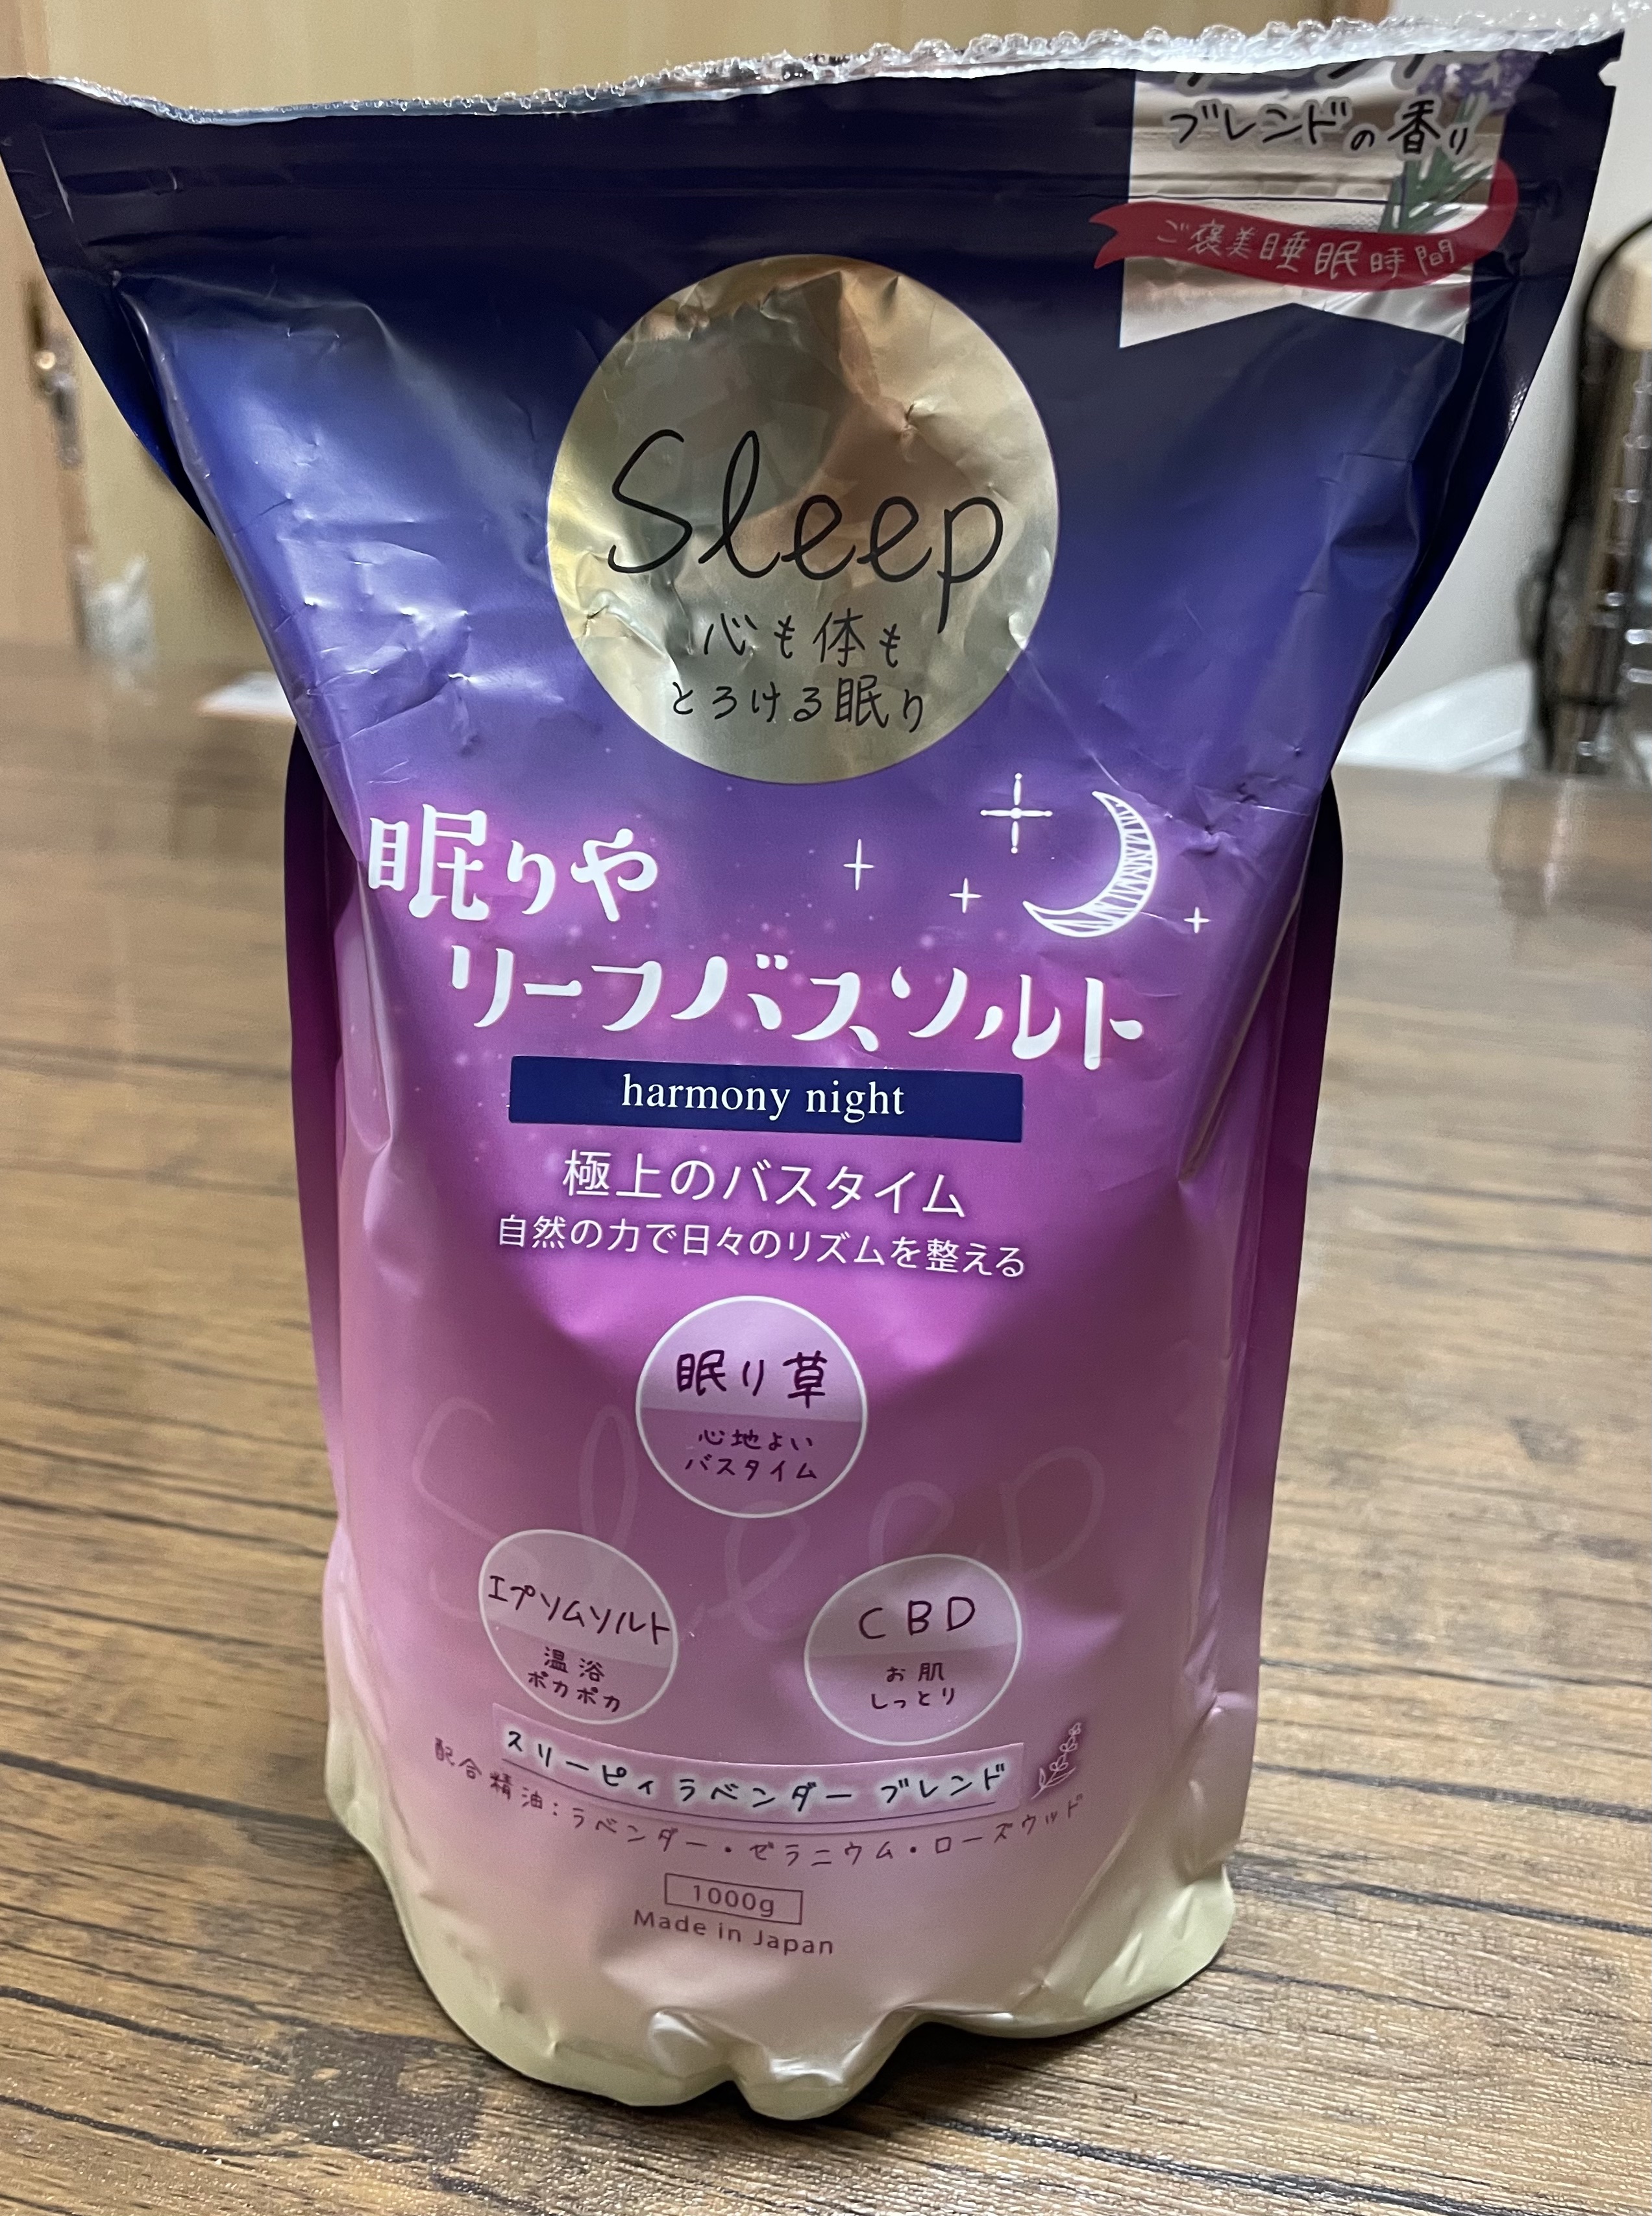 ブレンドの香り
ご褒美睡眠時間
Sleep
心も体も
とろける眠り
眠りや
リーフバスソルト
harmony night
極上のバスタイム
自然の力で日々のリズムを整える
眠り草
心地よい
バスタイム
Sleep
エプソムソルト
温浴
ポカポカ
CBD
お肌
しっとり
スリーピィラベンダーブレンド
配合精油:ラベンダー・ゼラニウム・ローズウッド
1000g
Made in Japan